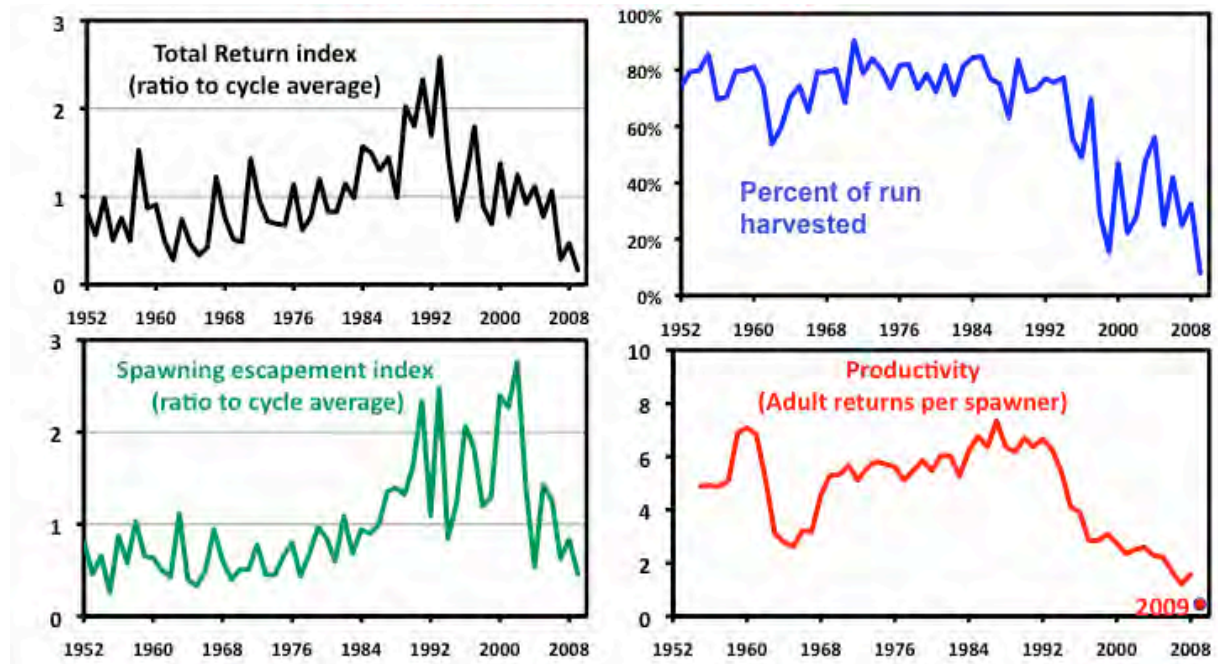 3
2
1
0
Total Return index
(ratio to cycle average)
1952 1960 1968 1976 1984 1992 2000 2008
100%
80%
60%
40%
20%
0%
Percent of run
harvested
1952 1960 1968 1976 1984 1992 2000 2008
3
2
1
0
Spawning escapement index
(ratio to cycle average)
1952 1960 1968 1976 1984 1992 2000 2008
10
8
6
4
2
0
Productivity
(Adult returns per spawner)
2009
1952 1960 1968 1976 1984 1992 2000 2008